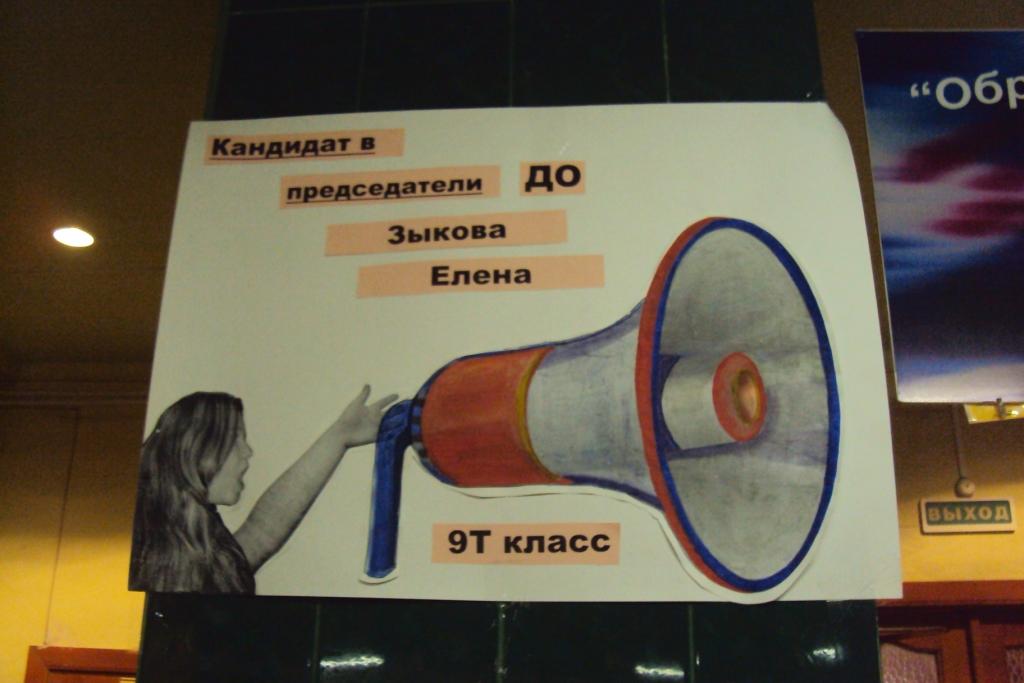 Кандидат в
председатели ДО
Зыкова
Елена
9Т класс
“Обр
ВЫХОД